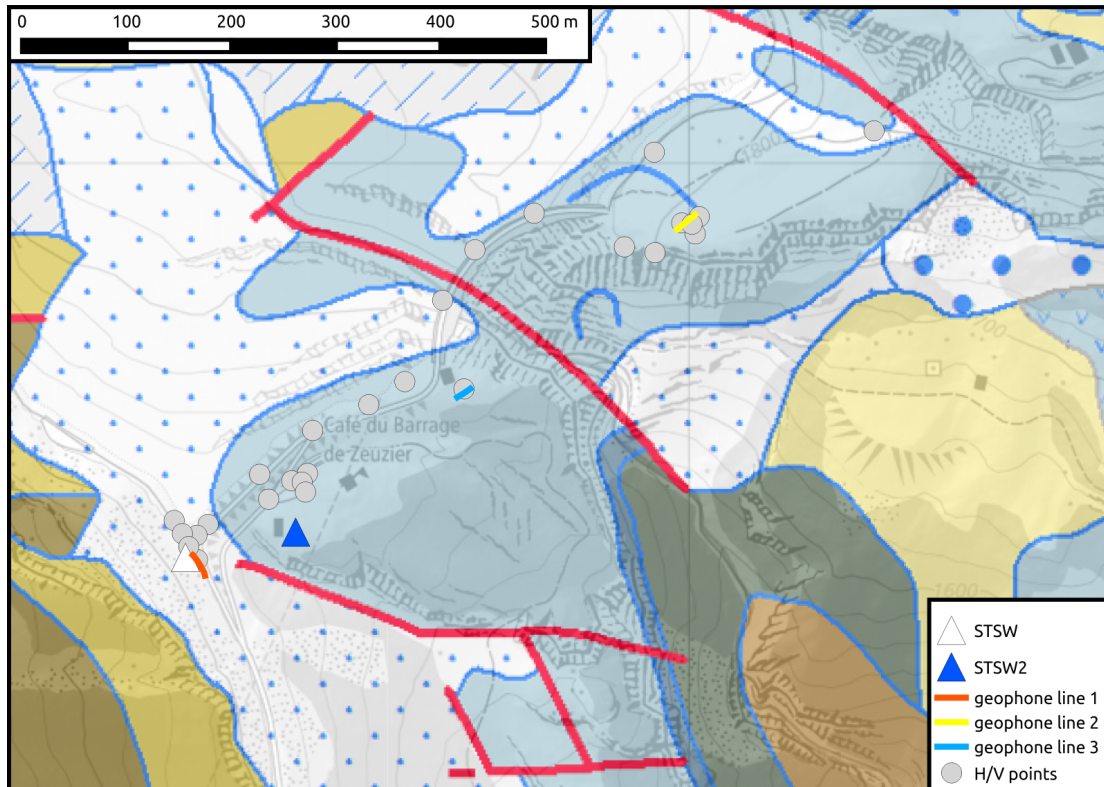 0 100 200 300 400 500 m
1800
700
Café du Barrage
de Zeuzier
1600
STSW
STSW2
geophone line 1
geophone line 2
geophone line 3
H/V points